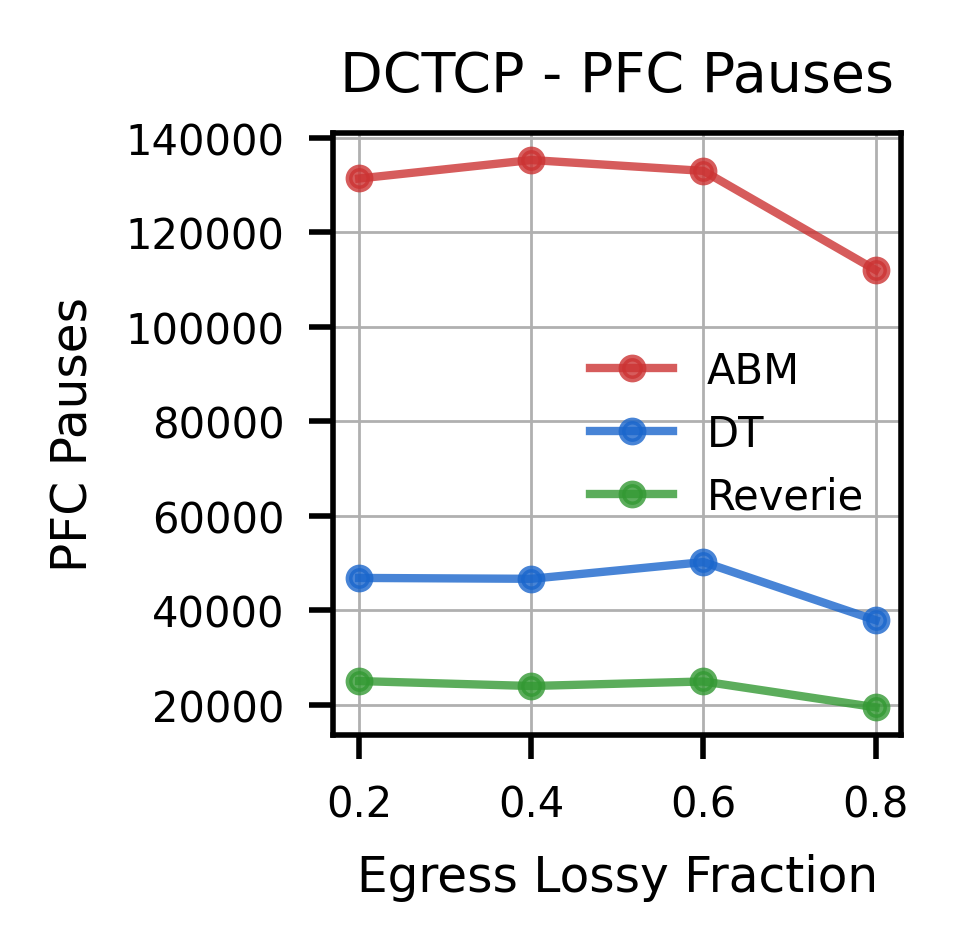 DCTCP - PFC Pauses
PFC Pauses
140000
120000
100000
80000
60000
40000
20000
ABM
DT
Reverie
0.2 0.4 0.6 0.8
Egress Lossy Fraction